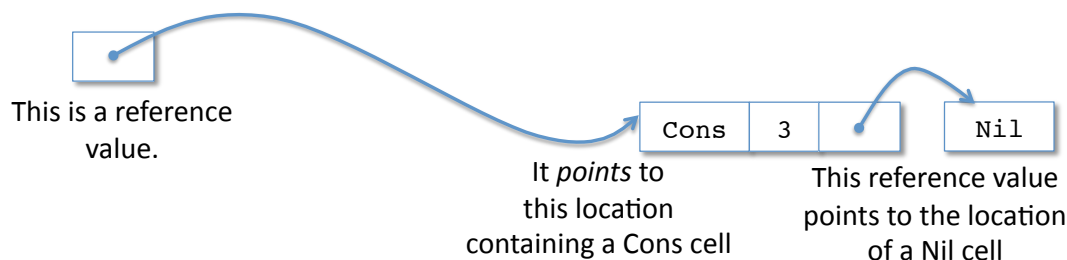 This is a reference
value.
Cons 3
Nil
It points to
this location
containing a Cons cell
This reference value
points to the location
of a Nil cell